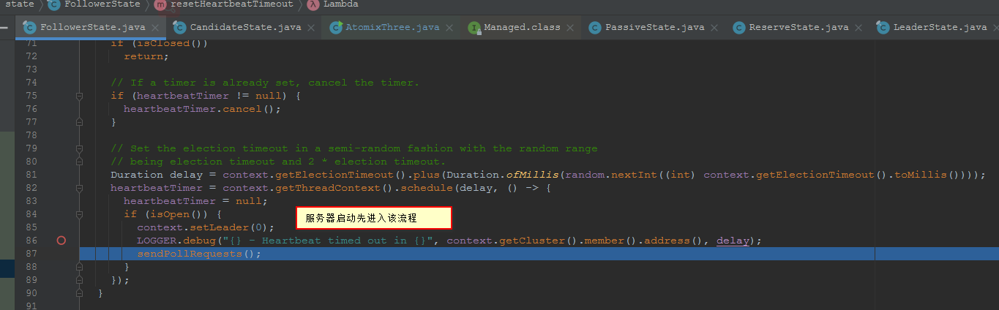 state FollowerState resetHeartbeatTimeout Lambda
FollowerState.java CandidateState.java AtomixThree.java Managed.class PassiveState.java ReserveState.java LeaderState.java
71 if (isClosed())
72 return;
73
74 // If a timer is already set, cancel the timer.
75 if (heartbeatTimer != null) {
76 heartbeatTimer.cancel();
77 }
78
79 // Set the election timeout in a semi-random fashion with the random range
80 // being election timeout and 2 * election timeout.
81 Duration delay = context.getElectionTimeout().plus(Duration.ofMillis(random.nextInt((int) context.getElectionTimeout().toMillis())));
82 heartbeatTimer = context.getThreadContext().schedule(delay, () -> {
83 heartbeatTimer = null;
84 if (isOpen()) {
服务器启动先进入该流程
85 context.setLeader(0);
86 LOGGER.debug("{} - Heartbeat timed out in {}", context.getCluster().member().address(), delay);
87 sendPollRequests();
88 }
89 });
90 }
91